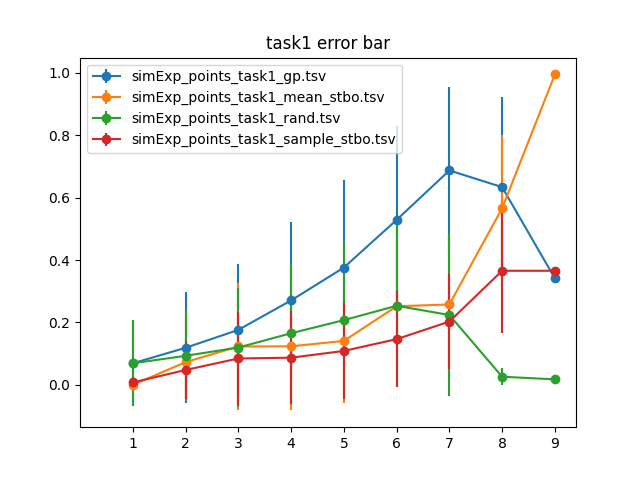 task1 error bar
simExp_points_task1_gp.tsv
simExp_points_task1_mean_stbo.tsv
simExp_points_task1_rand.tsv
simExp_points_task1_sample_stbo.tsv
1.0
0.8
0.6
0.4
0.2
0.0
1 2 3 4 5 6 7 8 9